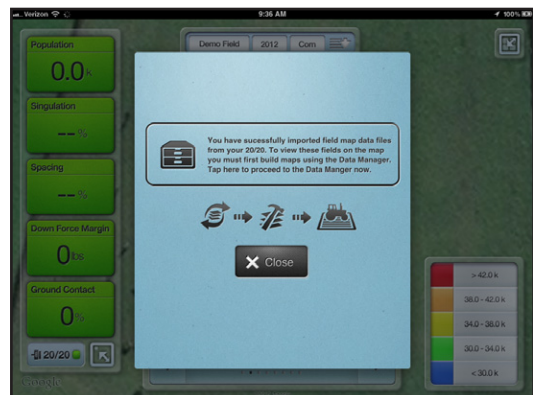 Verizon
9:36 AM
100%
Population
0.0 k
Singulation
--%
Spacing
--%
Down Force Margin
0 lbs
Ground Contact
0%
20/20
Google
Demo Field 2012 Corn
You have sucessfully imported field map data files
from your 20/20. To view these fields on the map
you must first build maps using the Data Manager.
Tap here to proceed to the Data Manger now.
X Close
> 42.0 k
38.0 - 42.0 k
34.0 - 38.0 k
30.0 - 34.0 k
< 30.0 k